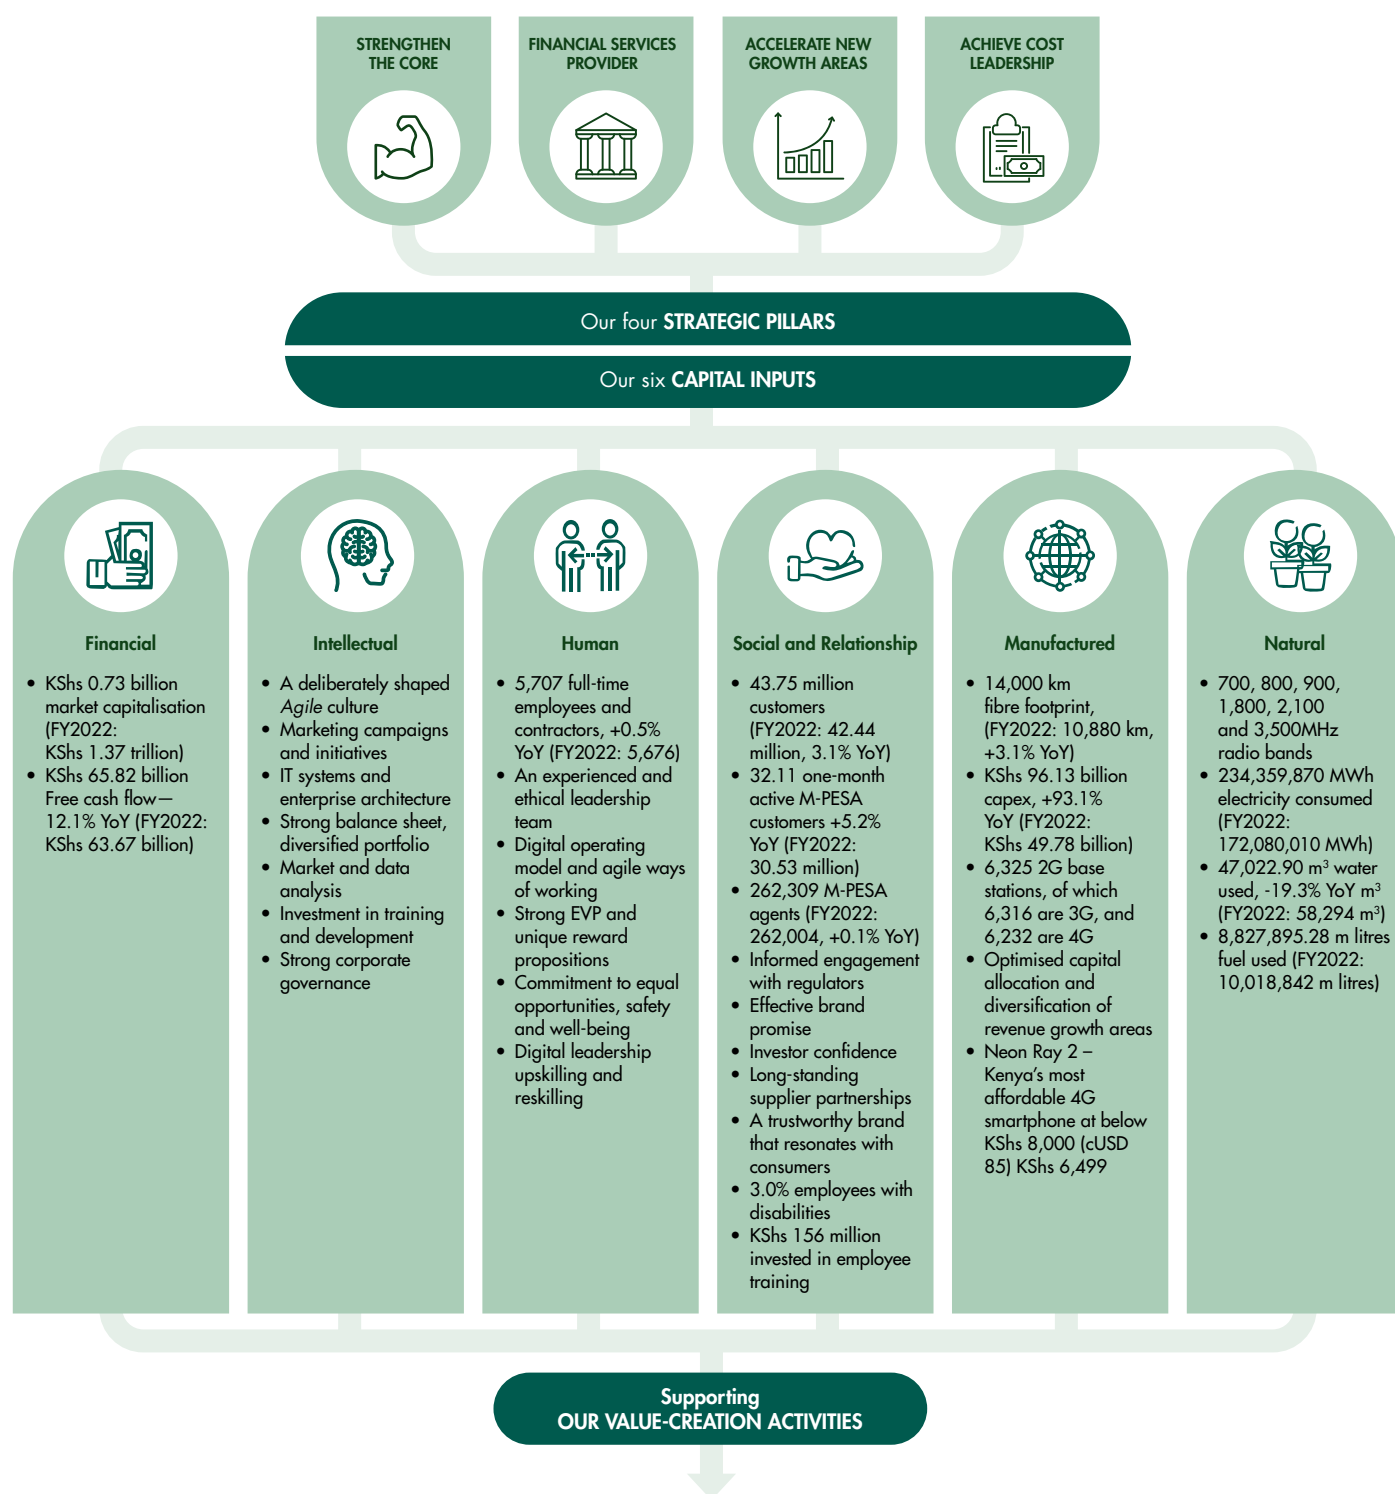 STRENGTHEN
THE CORE
FINANCIAL SERVICES
PROVIDER
ACCELERATE NEW
GROWTH AREAS
ACHIEVE COST
LEADERSHIP
Our four STRATEGIC PILLARS
Our six CAPITAL INPUTS
Financial
• KShs 0.73 billion
market capitalisation
(FY2022:
KShs 1.37 trillion)
• KShs 65.82 billion
Free cash flow—
12.1% YoY (FY2022:
KShs 63.67 billion)
Intellectual
• A deliberately shaped
Agile culture
• Marketing campaigns
and initiatives
• IT systems and
enterprise architecture
• Strong balance sheet,
diversified portfolio
• Market and data
analysis
• Investment in training
and development
• Strong corporate
governance
Human
• 5,707 full-time
employees and
contractors, +0.5%
YoY (FY2022: 5,676)
• An experienced and
ethical leadership
team
• Digital operating
model and agile ways
of working
• Strong EVP and
unique reward
propositions
• Commitment to equal
opportunities, safety
and well-being
• Digital leadership
upskilling and
reskilling
Social and Relationship
• 43.75 million
customers
(FY2022: 42.44
million, 3.1% YoY)
• 32.11 one-month
active M-PESA
customers +5.2%
YoY (FY2022:
30.53 million)
• 262,309 M-PESA
agents (FY2022:
262,004, +0.1% YoY)
• Informed engagement
with regulators
• Effective brand
promise
• Investor confidence
• Long-standing
supplier partnerships
• A trustworthy brand
that resonates with
consumers
• 3.0% employees with
disabilities
• KShs 156 million
invested in employee
training
Manufactured
• 14,000 km
fibre footprint,
(FY2022: 10,880 km,
+3.1% YoY)
• KShs 96.13 billion
capex, +93.1%
YoY (FY2022:
KShs 49.78 billion)
• 6,325 2G base
stations, of which
6,316 are 3G, and
6,232 are 4G
• Optimised capital
allocation and
diversification of
revenue growth areas
• Neon Ray 2 –
Kenya's most
affordable 4G
smartphone at below
KShs 8,000 (cUSD
85) KShs 6,499
Natural
• 700, 800, 900,
1,800, 2,100
and 3,500MHz
radio bands
• 234,359,870 MWh
electricity consumed
(FY2022:
172,080,010 MWh)
• 47,022.90 m³ water
used, -19.3% YoY m³
(FY2022: 58,294 m³)
• 8,827,895.28 m litres
fuel used (FY2022:
10,018,842 m litres)
Supporting
OUR VALUE-CREATION ACTIVITIES